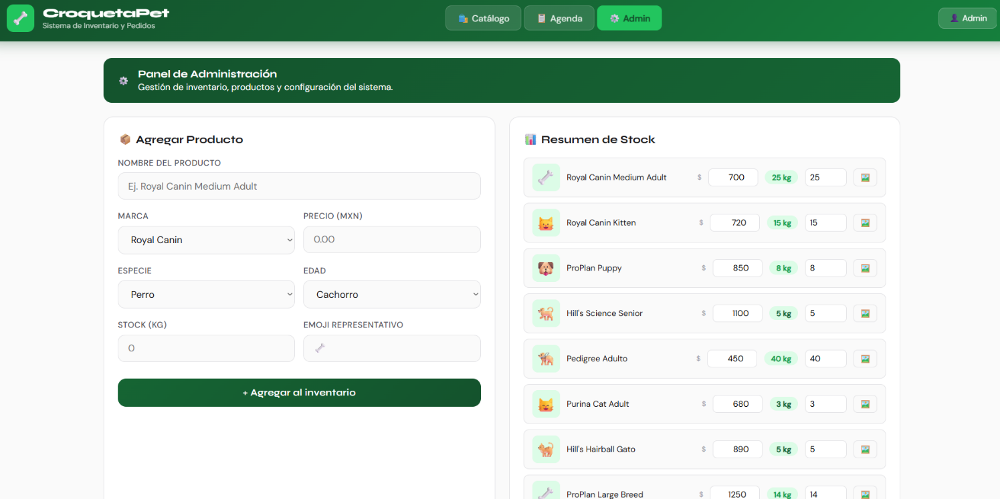 CroquetaPet
Sistema de Inventario y Pedidos
Catálogo
Agenda
Admin
Admin
Panel de Administración
Gestión de inventario, productos y configuración del sistema.
Agregar Producto
NOMBRE DEL PRODUCTO
Ej. Royal Canin Medium Adult
MARCA PRECIO (MXN)
Royal Canin 0.00
ESPECIE EDAD
Perro Cachorro
STOCK (KG) EMOJI REPRESENTATIVO
0
+ Agregar al inventario
Resumen de Stock
Royal Canin Medium Adult $ 700 25 kg 25
Royal Canin Kitten $ 720 15 kg 15
ProPlan Puppy $ 850 8 kg 8
Hill's Science Senior $ 1100 5 kg 5
Pedigree Adulto $ 450 40 kg 40
Purina Cat Adult $ 680 3 kg 3
Hill's Hairball Gato $ 890 5 kg 5
ProPlan Large Breed $ 1250 14 kg 14